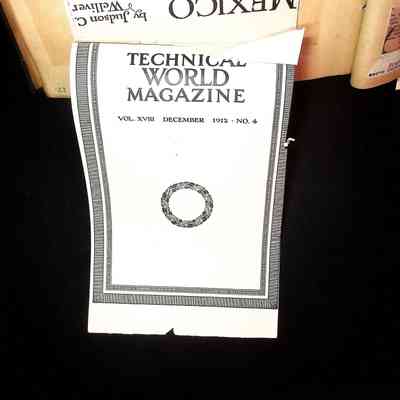 MEXICO
by Judson C.
Welliver
TECHNICAL
WORLD
MAGAZINE
VOL. XVIII DECEMBER 1912 · NO. 4